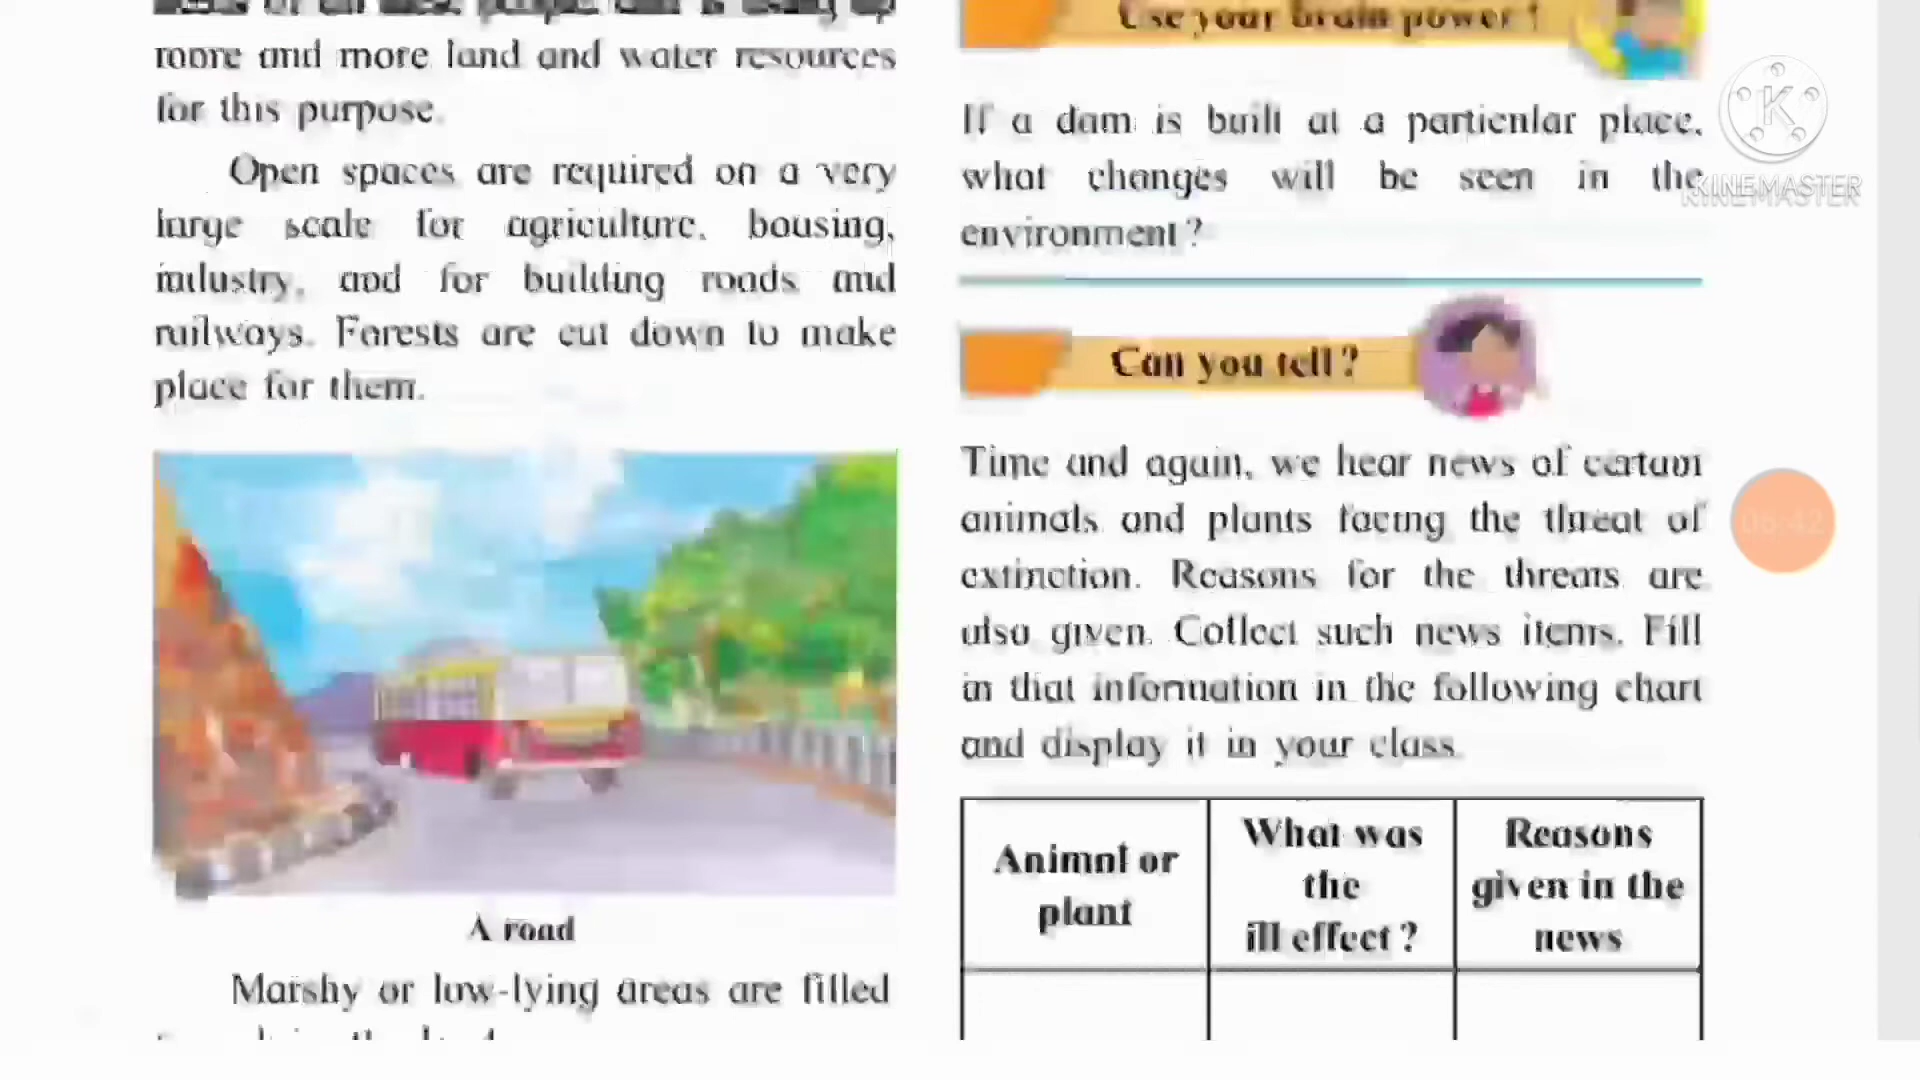 more and more land and water resources
for this purpose.
Open spaces are required on a very
large scale for agriculture, housing,
industry, and for building roads and
railways. Forests are cut down to make
place for them.
A road
Marshy or low-lying areas are filled
Use your brain power !
If a dam is built at a particular place,
what changes will be seen in the
environment?
Can you tell?
Time and again, we hear news of certain
animals and plants facing the threat of
extinction. Reasons for the threats are
also given. Collect such news items. Fill
in that information in the following chart
and display it in your class.
Animal or
plant
What was
the
ill effect?
Reasons
given in the
news
KINEMASTER
06:42